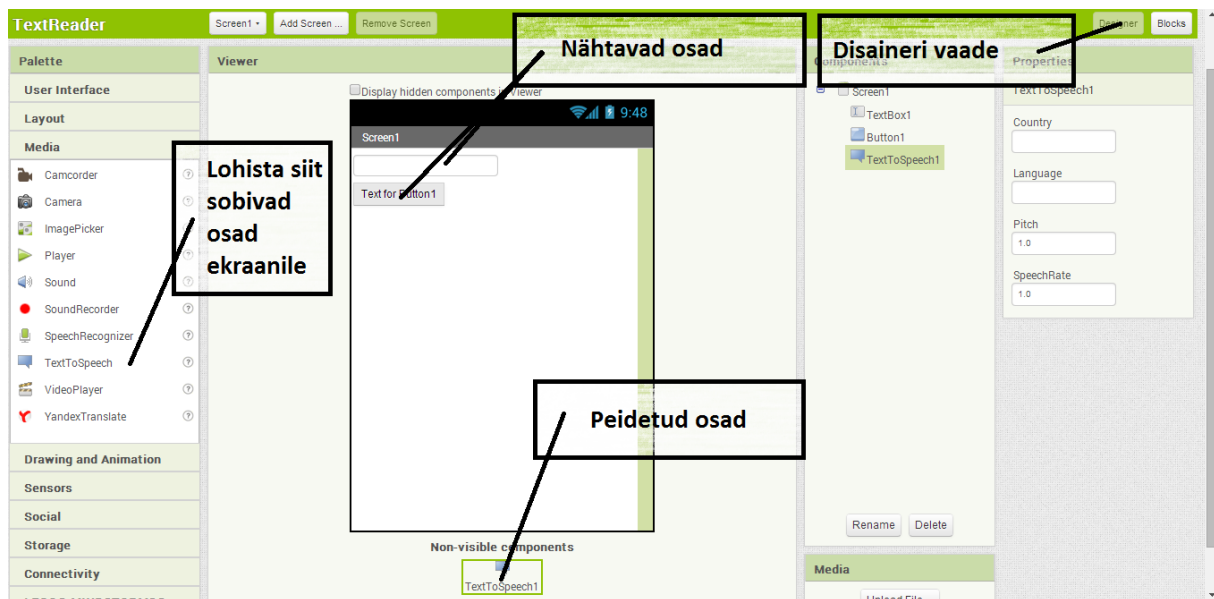 TextReader
Screen1
Add Screen ...
Remove Screen
Designer
Blocks
Nähtavad osad
Disaineri vaade
Palette
User Interface
Layout
Media
Camcorder
Camera
ImagePicker
Player
Sound
SoundRecorder
SpeechRecognizer
TextToSpeech
VideoPlayer
YandexTranslate
Drawing and Animation
Sensors
Social
Storage
Connectivity
Lohista siit
sobivad
osad
ekraanile
Viewer
Display hidden components in Viewer
9:48
Screen1
Text for Button1
Peidetud osad
Non-visible components
TextToSpeech1
Components
Screen1
TextBox1
Button1
TextToSpeech1
Rename
Delete
Media
Upload File
Properties
TextToSpeech1
Country
Language
Pitch
1.0
SpeechRate
1.0